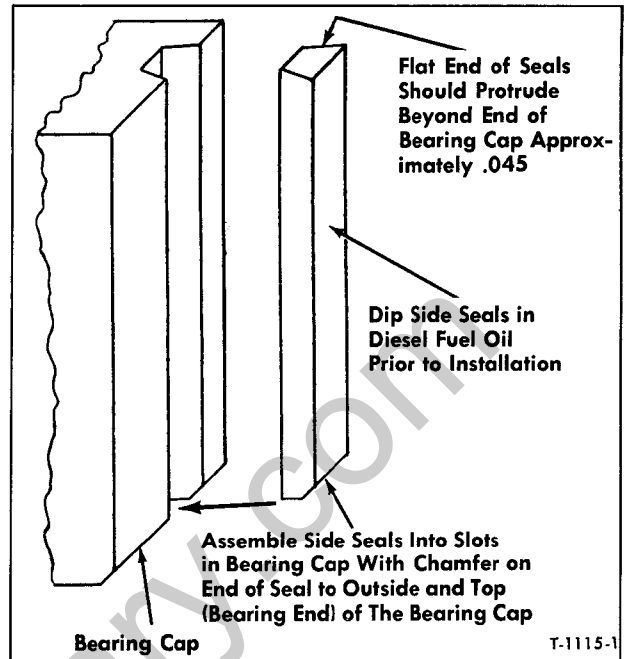 Flat End of Seals
Should Protrude
Beyond End of
Bearing Cap Approx-
imately .045
Dip Side Seals in
Diesel Fuel Oil
Prior to Installation
Assemble Side Seals Into Slots
in Bearing Cap With Chamfer on
End of Seal to Outside and Top
(Bearing End) of The Bearing Cap
Bearing Cap
T-1115-1
ry.com